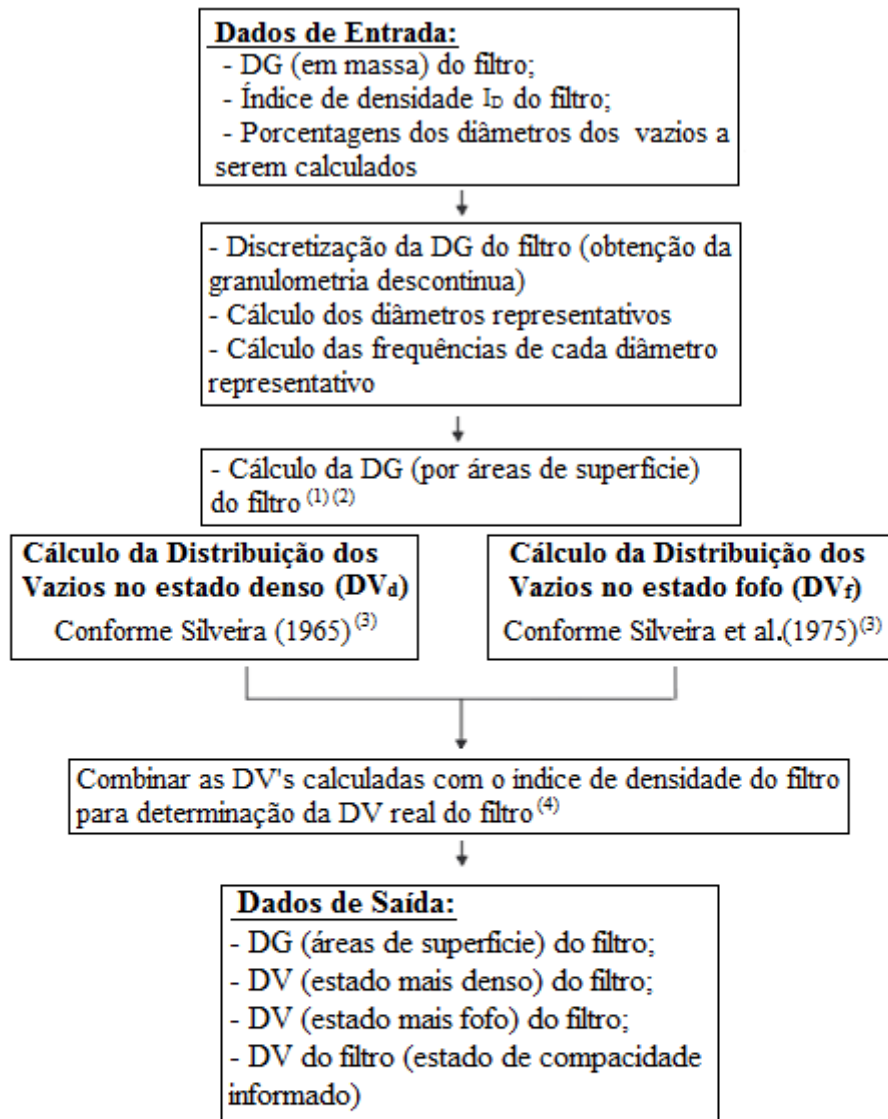 Dados de Entrada:
- DG (em massa) do filtro;
- Índice de densidade ID do filtro;
- Porcentagens dos diâmetros dos vazios a
serem calculados
- Discretização da DG do filtro (obtenção da
granulometria descontinua)
- Cálculo dos diâmetros representativos
- Cálculo das frequências de cada diâmetro
representativo
- Cálculo da DG (por áreas de superficie)
do filtro (1) (2)
Cálculo da Distribuição dos
Vazios no estado denso (DVd)
Conforme Silveira (1965)(3)
Cálculo da Distribuição dos
Vazios no estado fofo (DVf)
Conforme Silveira et al.(1975)(3)
Combinar as DV's calculadas com o indice de densidade do filtro
para determinação da DV real do filtro(4)
Dados de Saída:
- DG (áreas de superficie) do filtro;
- DV (estado mais denso) do filtro;
- DV (estado mais fofo) do filtro;
- DV do filtro (estado de compacidade
informado)